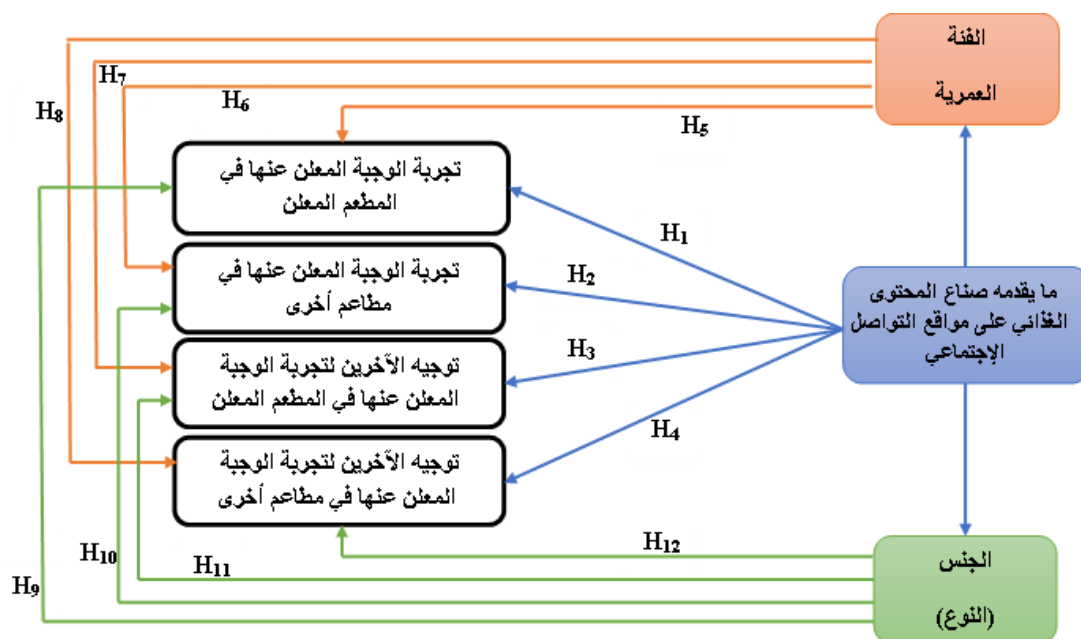 الفئة
العمرية
H7
H6
H8
H5
تجربة الوجبة المعلن عنها في
المطعم المعلن
H1
تجربة الوجبة المعلن عنها في
مطاعم أخرى
H2
ما يقدمه صناع المحتوى
الغذائي على مواقع التواصل
الإجتماعي
توجيه الآخرين لتجربة الوجبة
المعلن عنها في المطعم المعلن
H3
H4
توجيه الآخرين لتجربة الوجبة
المعلن عنها في مطاعم أخرى
H12
H10
H11
H9
الجنس
(النوع)